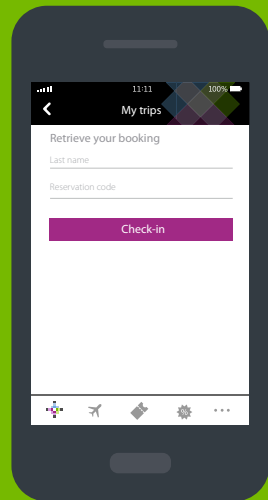 11:11
100%
My trips
Retrieve your booking
Last name
Reservation code
Check-in
%